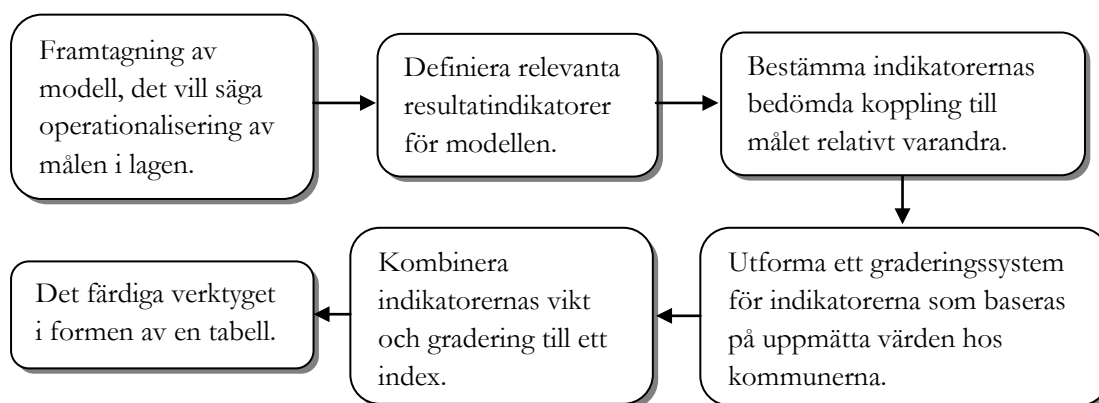 Framtagning av
modell, det vill säga
operationalisering av
målen i lagen.
Definiera relevanta
resultatindikatorer
för modellen.
Bestämma indikatorernas
bedömda koppling till
målet relativt varandra.
Utforma ett graderingssystem
för indikatorerna som baseras
på uppmätta värden hos
kommunerna.
Kombinera
indikatorernas vikt
och gradering till ett
index.
Det färdiga verktyget
i formen av en tabell.